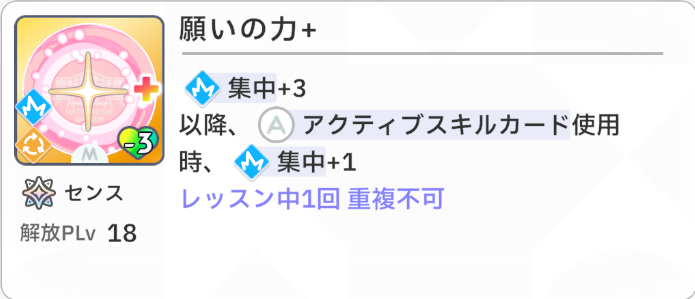 願いの力+
集中+3
以降、Aアクティブスキルカード使用
時、集中+1
レッスン中1回 重複不可
M
-3
センス
解放PLv 18